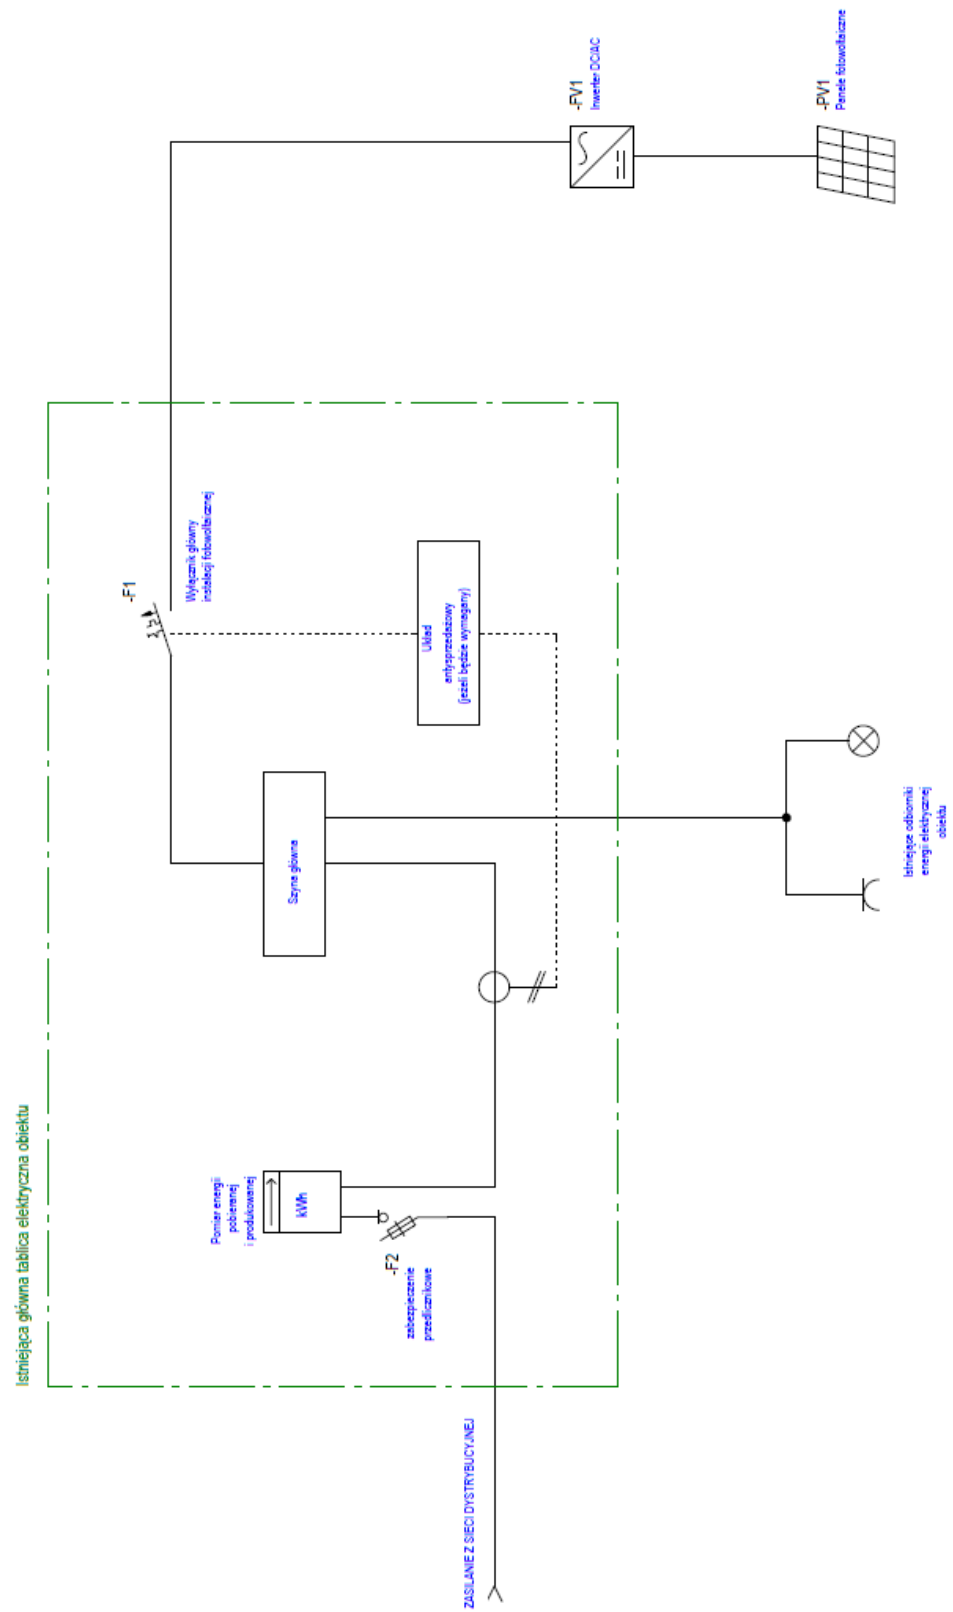 Istniejąca główna tablica elektryczna obiektu
ZASILANIE Z SIECI DYSTRYBUCYJNEJ
Pomiar energii
pobieranej
i produkowanej
kWh
-F2
zabezpieczenie
przedlicznikowe
Szyna główna
-F1
Wyłącznik główny
instalacji fotowoltaicznej
Układ
antysprzedażowy
(jeżeli będzie wymagany)
Istniejące odbiorniki
energii elektrycznej
obiektu
-FV1
Inwerter DC/AC
-PV1
Panele fotowoltaiczne